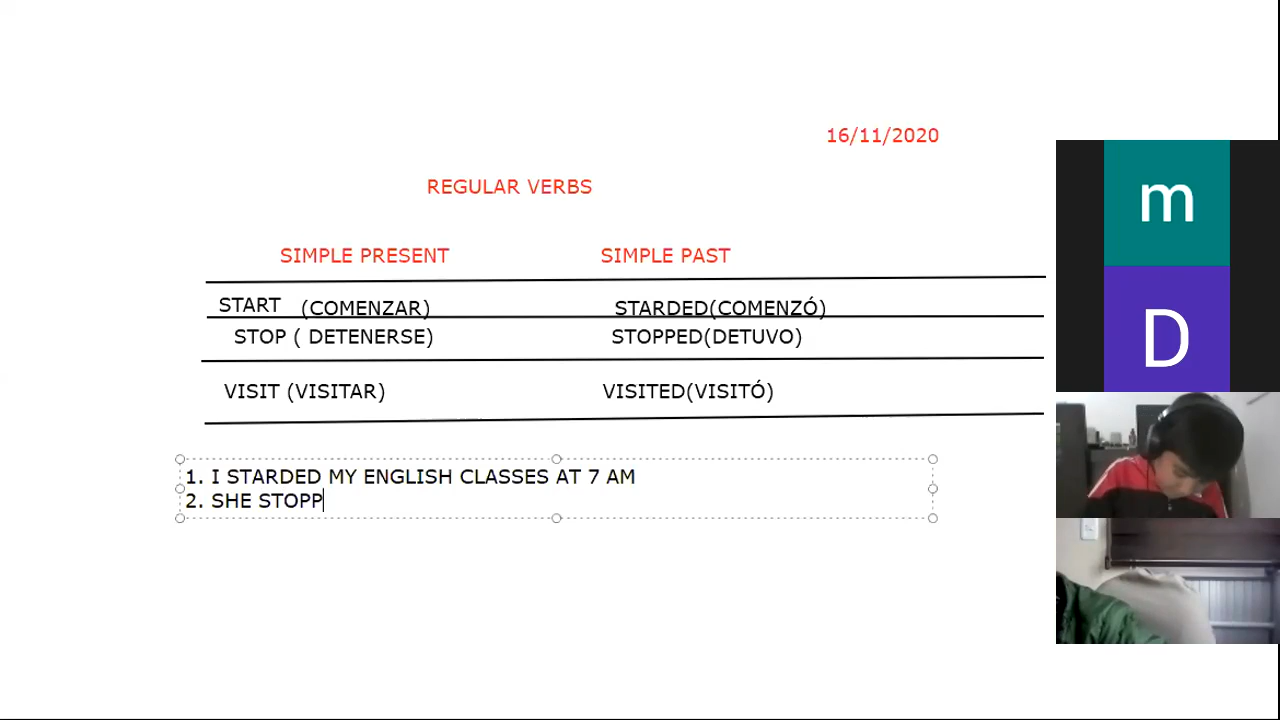 16/11/2020
REGULAR VERBS
SIMPLE PRESENT SIMPLE PAST
START (COMENZAR) STARDED(COMENZÓ)
STOP ( DETENERSE) STOPPED(DETUVO)
VISIT (VISITAR) VISITED(VISITÓ)
1. I STARDED MY ENGLISH CLASSES AT 7 AM
2. SHE STOPP
m
D